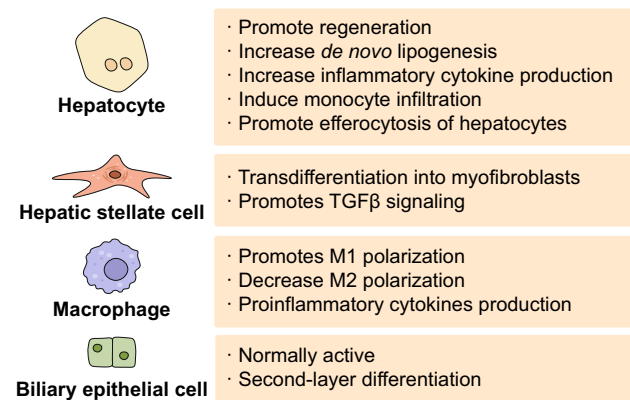 Hepatocyte
· Promote regeneration
· Increase de novo lipogenesis
· Increase inflammatory cytokine production
· Induce monocyte infiltration
· Promote efferocytosis of hepatocytes
Hepatic stellate cell
· Transdifferentiation into myofibroblasts
· Promotes TGFβ signaling
Macrophage
· Promotes M1 polarization
· Decrease M2 polarization
· Proinflammatory cytokines production
Biliary epithelial cell
· Normally active
· Second-layer differentiation